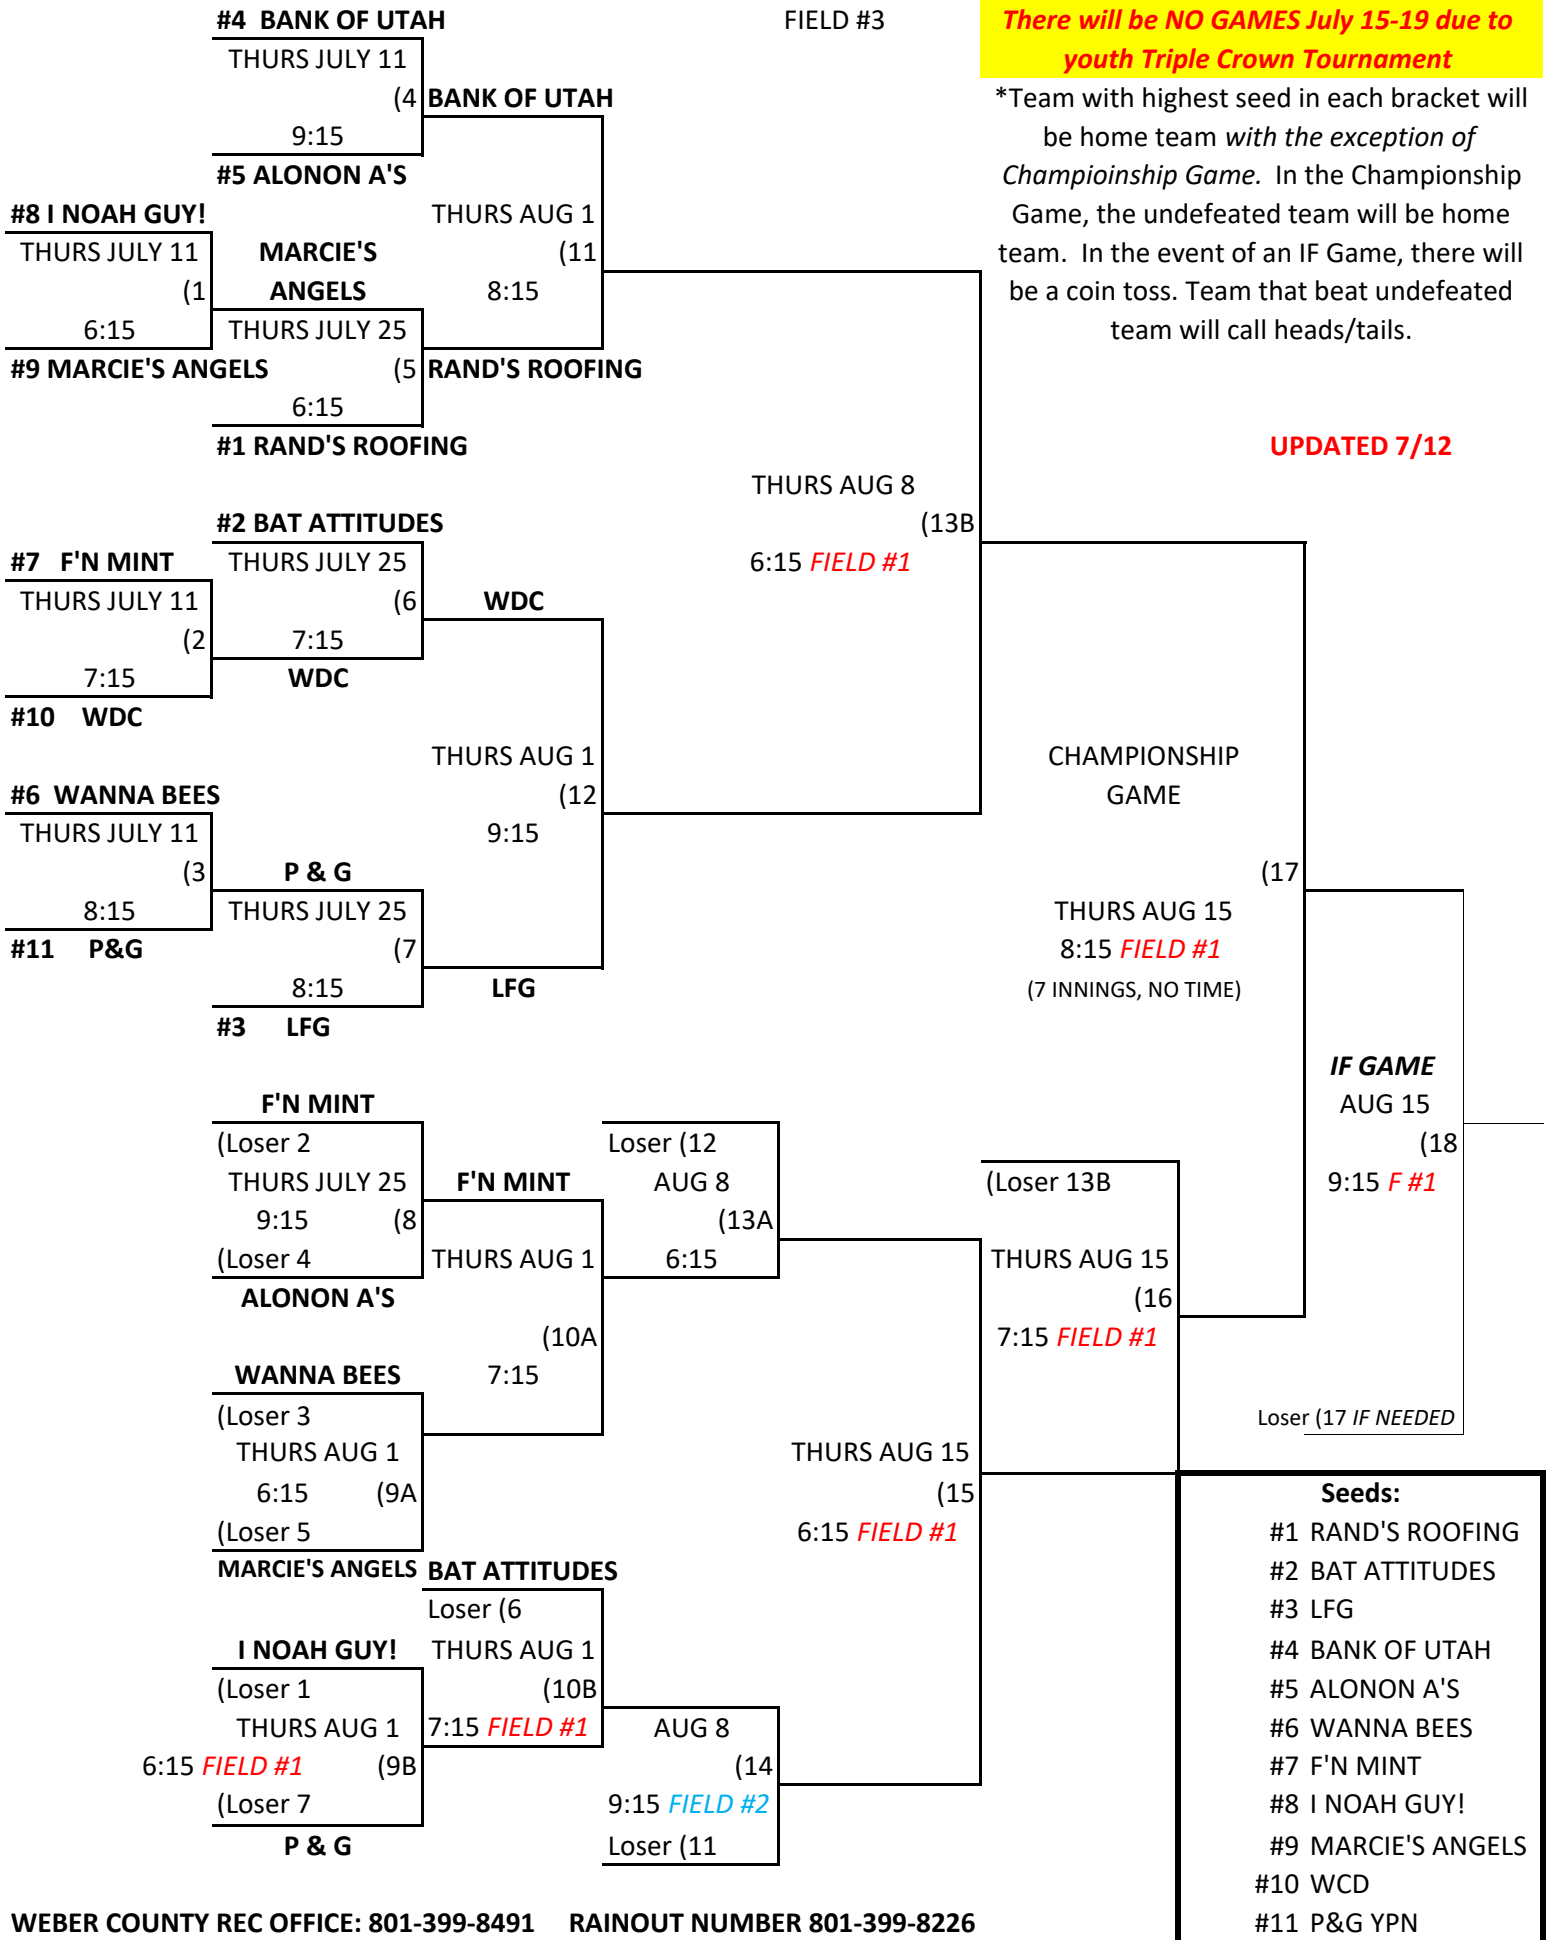 #4 BANK OF UTAH
FIELD #3
There will be NO GAMES July 15-19 due to
youth Triple Crown Tournament
THURS JULY 11
(4 BANK OF UTAH
9:15
#5 ALONON A'S
*Team with highest seed in each bracket will
be home team with the exception of
Champioinship Game. In the Championship
Game, the undefeated team will be home
team. In the event of an IF Game, there will
be a coin toss. Team that beat undefeated
team will call heads/tails.
#8 I NOAH GUY!
THURS JULY 11
(1
6:15
#9 MARCIE'S ANGELS
MARCIE'S
ANGELS
THURS JULY 25
(5 RAND'S ROOFING
6:15
#1 RAND'S ROOFING
THURS AUG 1
(11
8:15
UPDATED 7/12
THURS AUG 8
(13B
6:15 FIELD #1
#2 BAT ATTITUDES
#7 F'N MINT
THURS JULY 25
THURS JULY 11
(6
WDC
(2
7:15
7:15
WDC
#10 WDC
THURS AUG 1
(12
9:15
#6 WANNA BEES
THURS JULY 11
(3
P & G
8:15
THURS JULY 25
#11 P&G
(7
8:15
LFG
#3 LFG
CHAMPIONSHIP
GAME
(17
THURS AUG 15
8:15 FIELD #1
(7 INNINGS, NO TIME)
IF GAME
AUG 15
(18
9:15 F #1
F'N MINT
(Loser 2
THURS JULY 25
9:15 (8
(Loser 4
ALONON A'S
F'N MINT
THURS AUG 1
(10A
7:15
Loser (12
AUG 8
(13A
6:15
(Loser 13B
THURS AUG 15
(16
7:15 FIELD #1
WANNA BEES
(Loser 3
THURS AUG 1
6:15 (9A
(Loser 5
MARCIE'S ANGELS
Loser (17 IF NEEDED
THURS AUG 15
(15
6:15 FIELD #1
BAT ATTITUDES
Loser (6
THURS AUG 1
(10B
7:15 FIELD #1
I NOAH GUY!
(Loser 1
THURS AUG 1
6:15 FIELD #1 (9B
(Loser 7
P & G
AUG 8
(14
9:15 FIELD #2
Loser (11
Seeds:
#1 RAND'S ROOFING
#2 BAT ATTITUDES
#3 LFG
#4 BANK OF UTAH
#5 ALONON A'S
#6 WANNA BEES
#7 F'N MINT
#8 I NOAH GUY!
#9 MARCIE'S ANGELS
#10 WCD
#11 P&G YPN
WEBER COUNTY REC OFFICE: 801-399-8491 RAINOUT NUMBER 801-399-8226